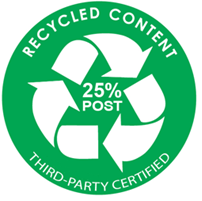 RECYCLED CONTENT
25%
POST
THIRD-PARTY CERTIFIED